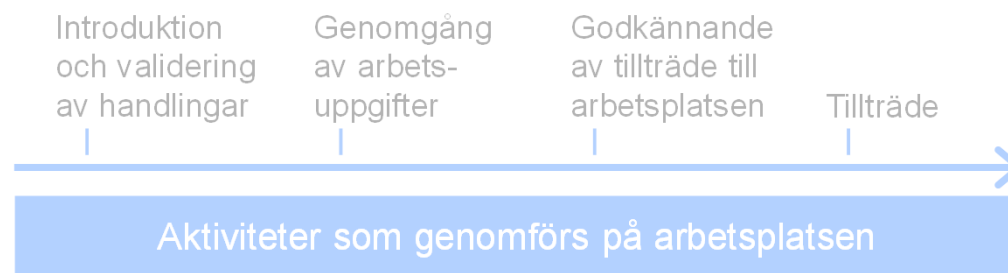 Introduktion
och validering
av handlingar
Genomgång
av arbets-
uppgifter
Godkännande
av tillträde till
arbetsplatsen
Tillträde
Aktiviteter som genomförs på arbetsplatsen